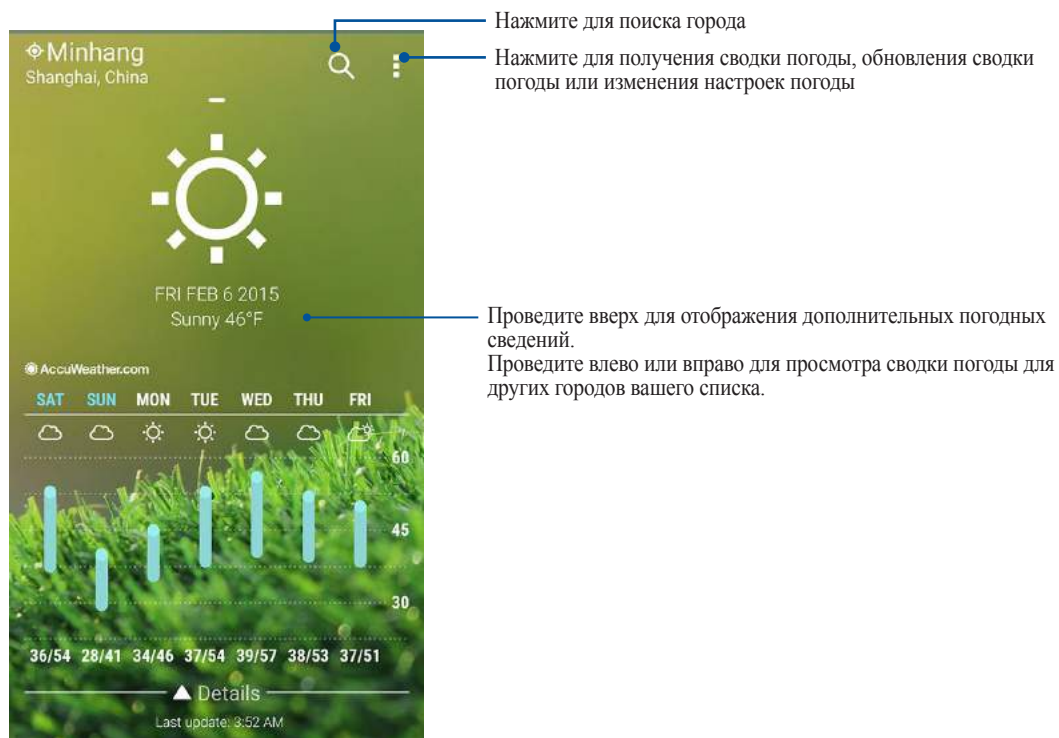 Нажмите для поиска города
Нажмите для получения сводки погоды, обновления сводки
погоды или изменения настроек погоды
Minhang
Shanghai, China
FRI FEB 6 2015
Sunny 46°F
Проведите вверх для отображения дополнительных погодных
сведений.
Проведите влево или вправо для просмотра сводки погоды для
других городов вашего списка.
AccuWeather.com
SAT SUN MON TUE WED THU FRI
60
45
30
36/54 28/41 34/46 37/54 39/57 38/53 37/51
Details
Last update: 3:52 AM